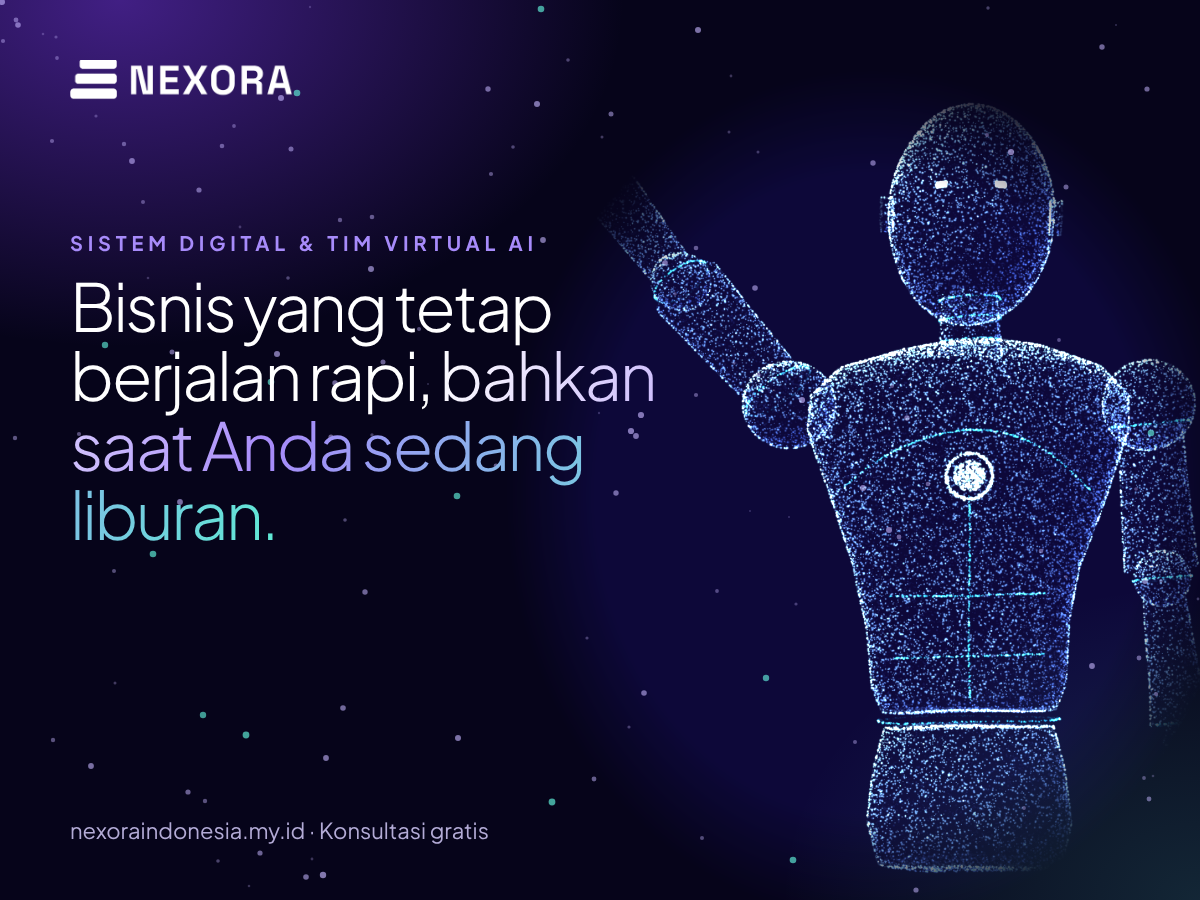 NEXORA
SISTEM DIGITAL & TIM VIRTUAL AI
Bisnis yang tetap
berjalan rapi, bahkan
saat Anda sedang
liburan.
nexoraindonesia.my.id · Konsultasi gratis